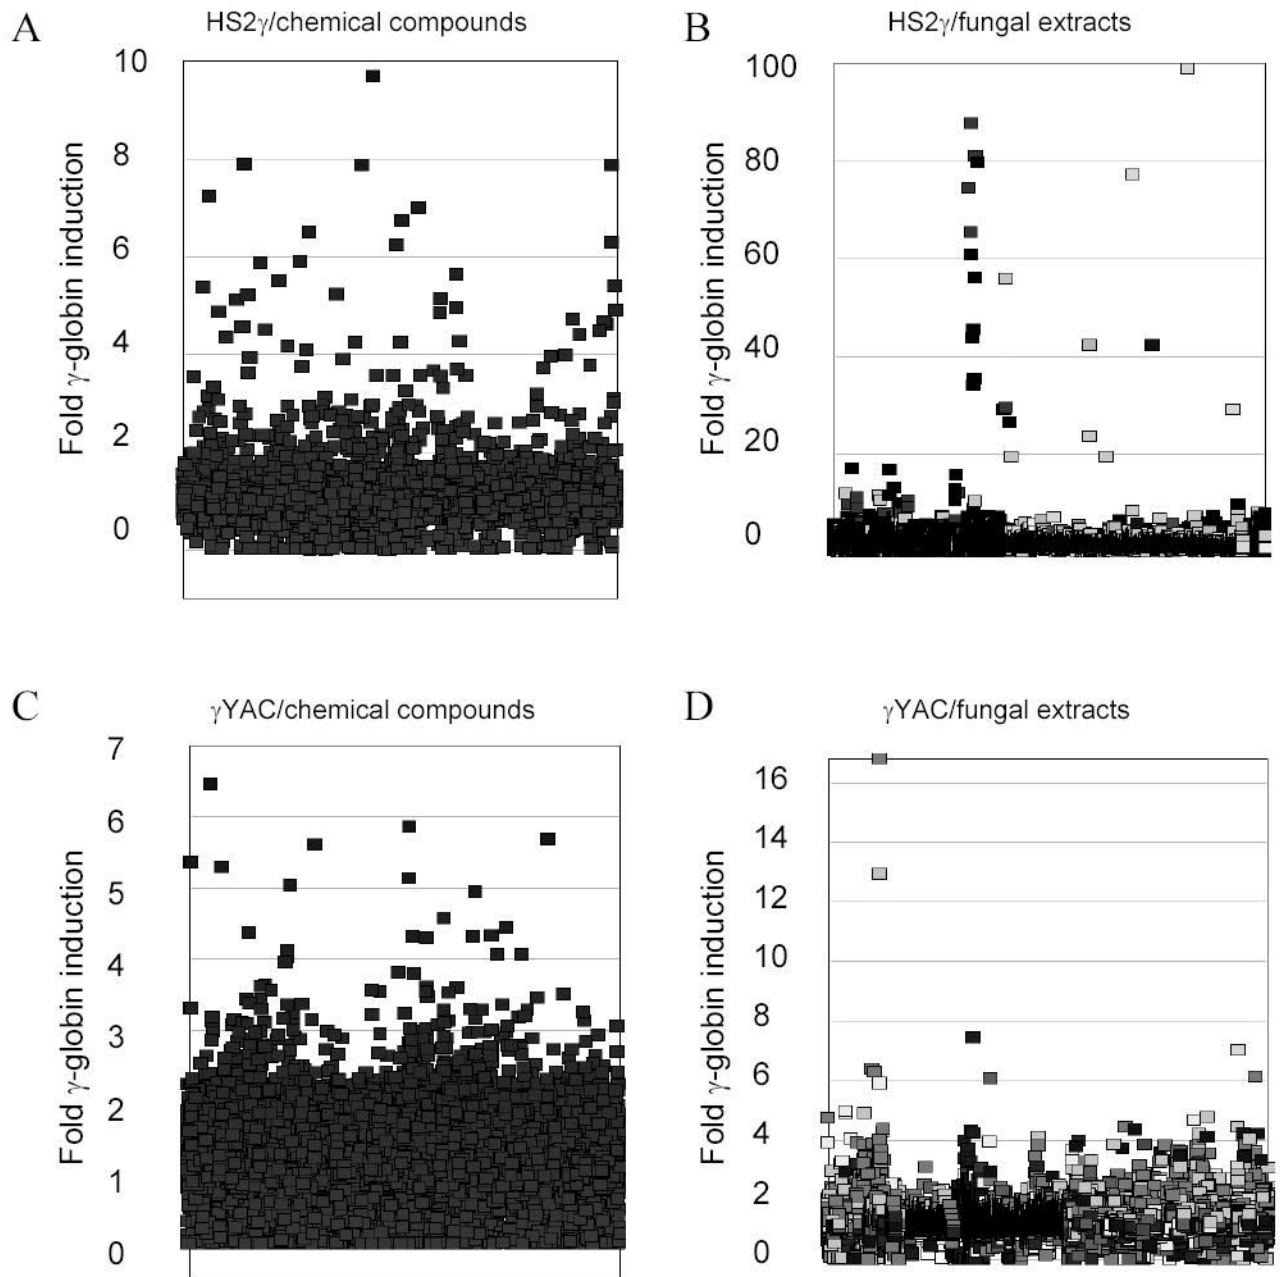 A
HS2γ/chemical compounds
10
8
6
4
2
0
Fold γ-globin induction
B
HS2γ/fungal extracts
100
80
60
40
20
0
Fold γ-globin induction
C
γYAC/chemical compounds
7
6
5
4
3
2
1
0
Fold γ-globin induction
D
γYAC/fungal extracts
16
14
12
10
8
6
4
2
0
Fold γ-globin induction